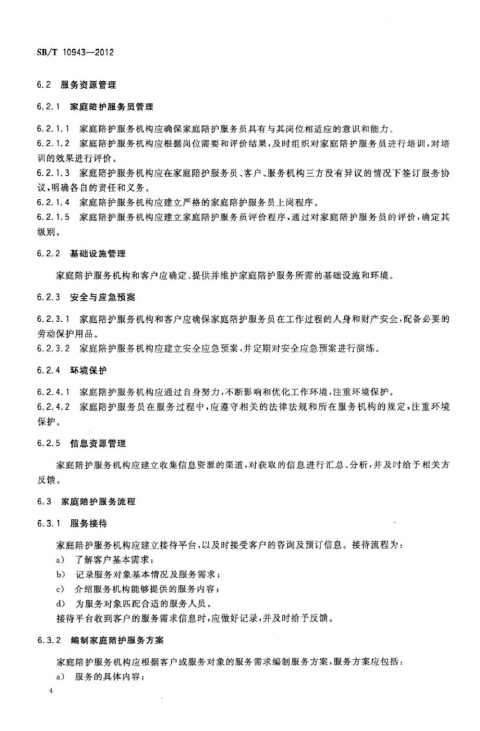 SB/T 10943—2012
6.2 服务资源管理
6.2.1 家庭陪护服务员管理
6.2.1.1 家庭陪护服务机构应确保家庭陪护服务员具有与其岗位相适应的意识和能力。
6.2.1.2 家庭陪护服务机构应根据岗位需要和评价结果,及时组织对家庭陪护服务员进行培训,对培
训的效果进行评价。
6.2.1.3 家庭陪护服务机构应在家庭陪护服务员、客户、服务机构三方没有异议的情况下签订服务协
议,明确各自的责任和义务。
6.2.1.4 家庭陪护服务机构应建立严格的家庭陪护服务员上岗程序。
6.2.1.5 家庭陪护服务机构应建立家庭陪护服务员评价程序,通过对家庭陪护服务员的评价,确定其
级别。
6.2.2 基础设施管理
家庭陪护服务机构和客户应确定、提供并维护家庭陪护服务所需的基础设施和环境。
6.2.3 安全与应急预案
6.2.3.1 家庭陪护服务机构和客户应确保家庭陪护服务员在工作过程的人身和财产安全,配备必要的
劳动保护用品。
6.2.3.2 家庭陪护服务机构应建立安全应急预案,并定期对安全应急预案进行演练。
6.2.4 环境保护
6.2.4.1 家庭陪护服务机构应通过自身努力,不断影响和优化工作环境,注重环境保护。
6.2.4.2 家庭陪护服务员在服务过程中,应遵守相关的法律法规和所在服务机构的规定,注重环境
保护。
6.2.5 信息资源管理
家庭陪护服务机构应建立收集信息资源的渠道,对获取的信息进行汇总、分析,并及时给予相关方
反馈。
6.3 家庭陪护服务流程
6.3.1 服务接待
家庭陪护服务机构应建立接待平台,以及时接受客户的咨询及预订信息。接待流程为:
a) 了解客户基本需求;
b) 记录服务对象基本情况及服务需求;
c) 介绍服务机构能够提供的服务内容;
d) 为服务对象匹配合适的服务人员。
接待平台收到客户的服务需求信息时,应做好记录,并及时给予反馈。
6.3.2 编制家庭陪护服务方案
家庭陪护服务机构应根据客户或服务对象的服务需求编制服务方案,服务方案应包括:
a) 服务的具体内容;
4